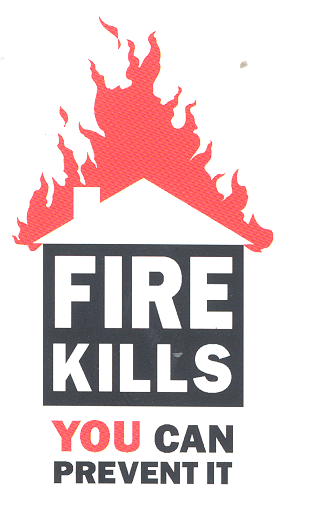 FIRE
KILLS
YOU CAN
PREVENT IT